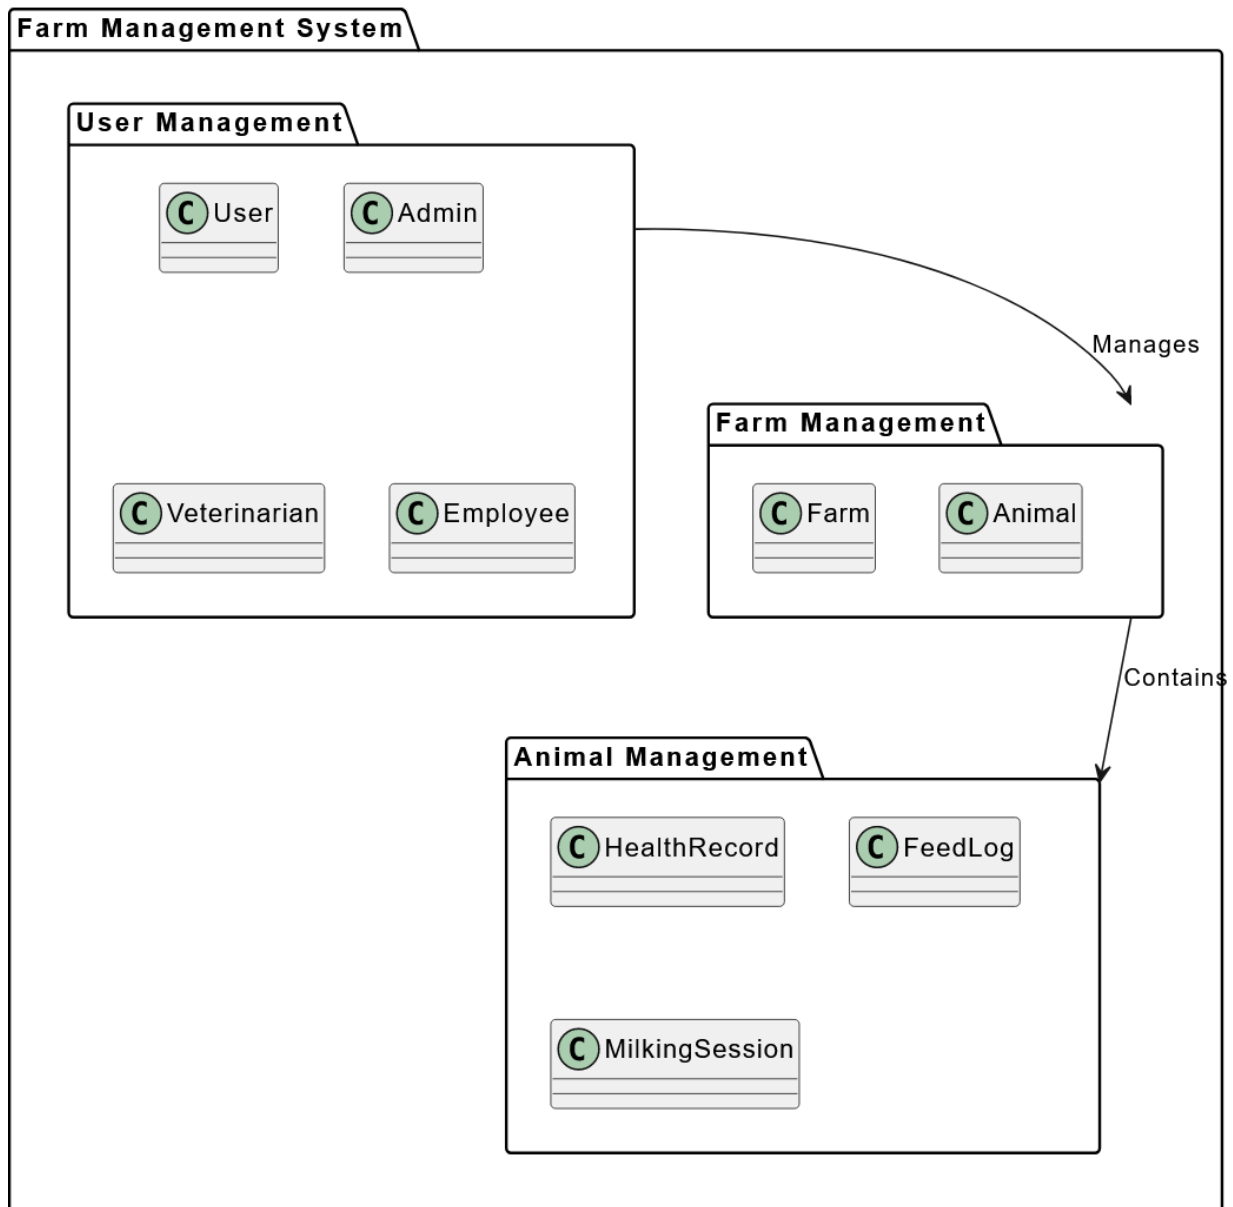 Farm Management System
User Management
C User
C Admin
Manages
Farm Management
C Veterinarian
C Employee
C Farm
C Animal
Contains
Animal Management
C HealthRecord
C FeedLog
C MilkingSession